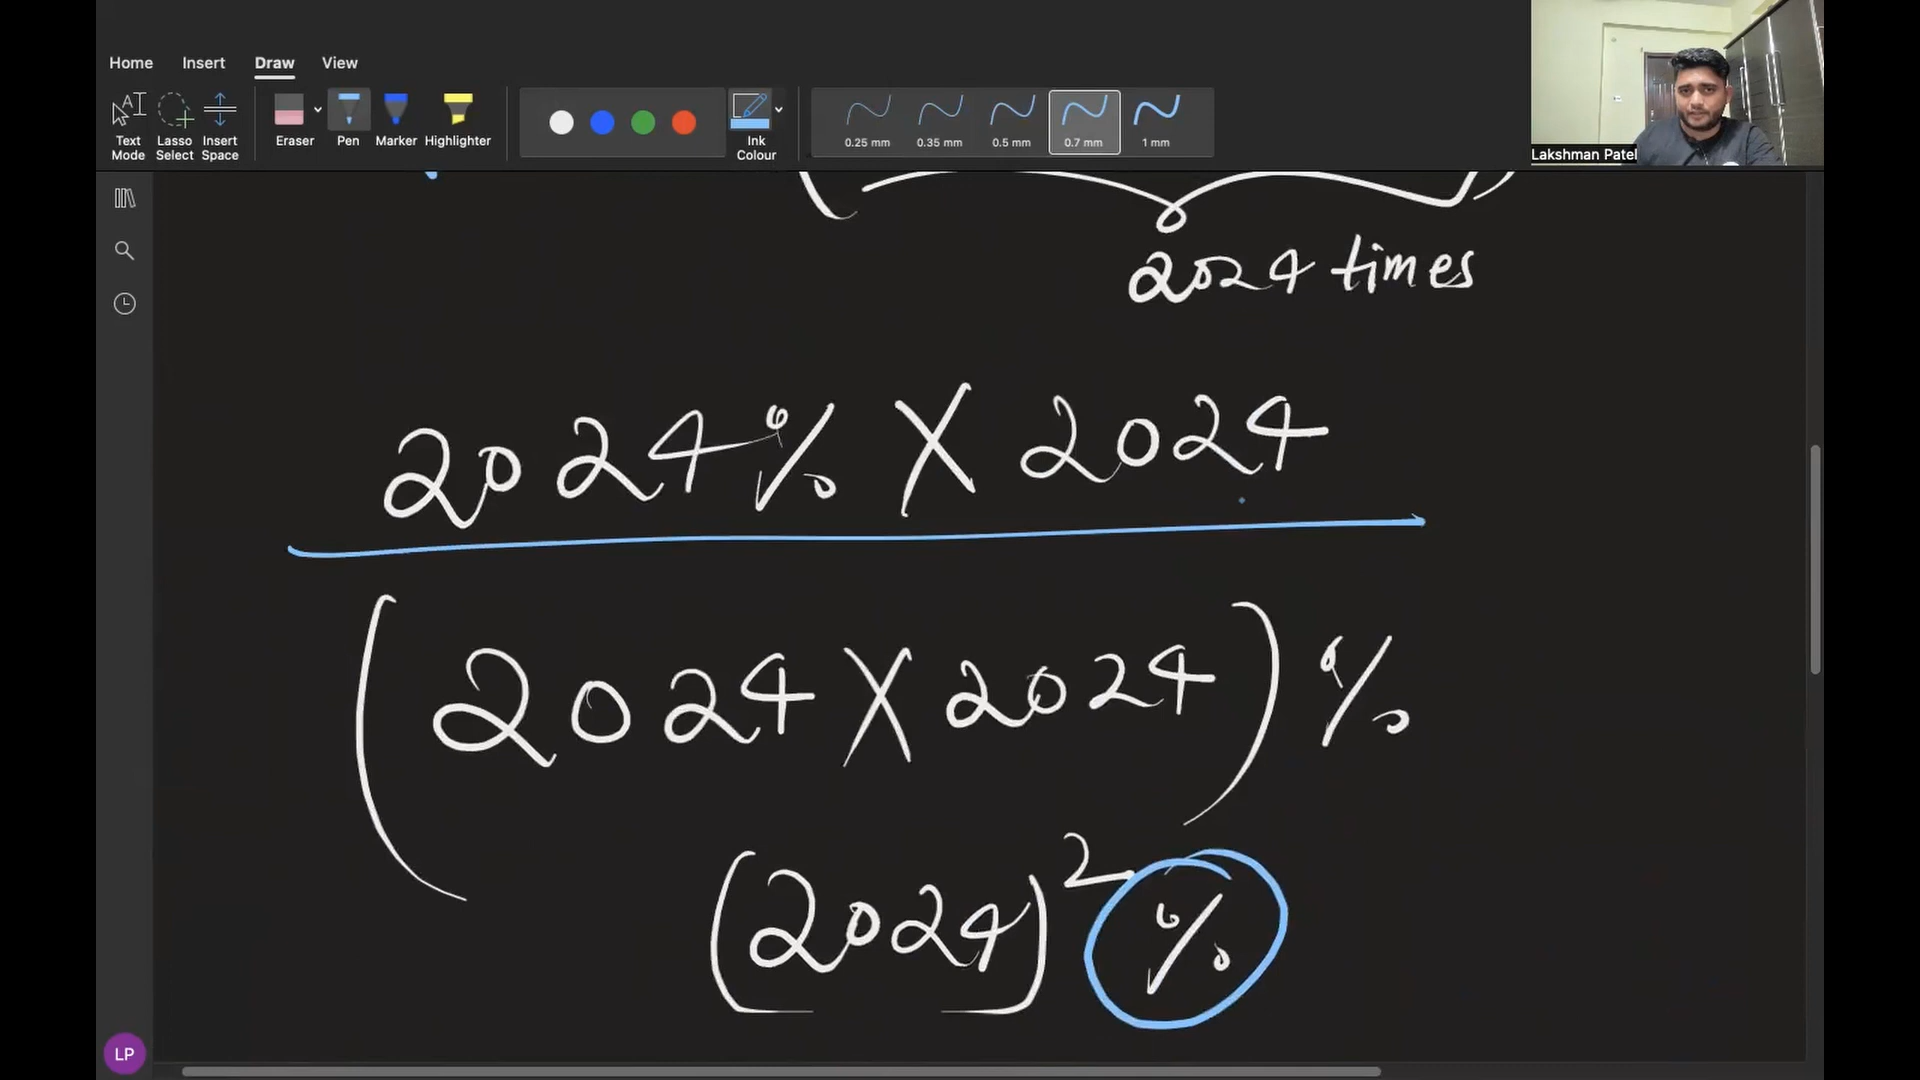 Home Insert Draw View
Text Mode Lasso Select Insert Space Eraser Pen Marker Highlighter Ink Colour 0.25 mm 0.35 mm 0.5 mm 0.7 mm 1 mm
Lakshman Patel
2024 times
2024% X 2024
(2024 X 2024)%
(2024)² %
LP